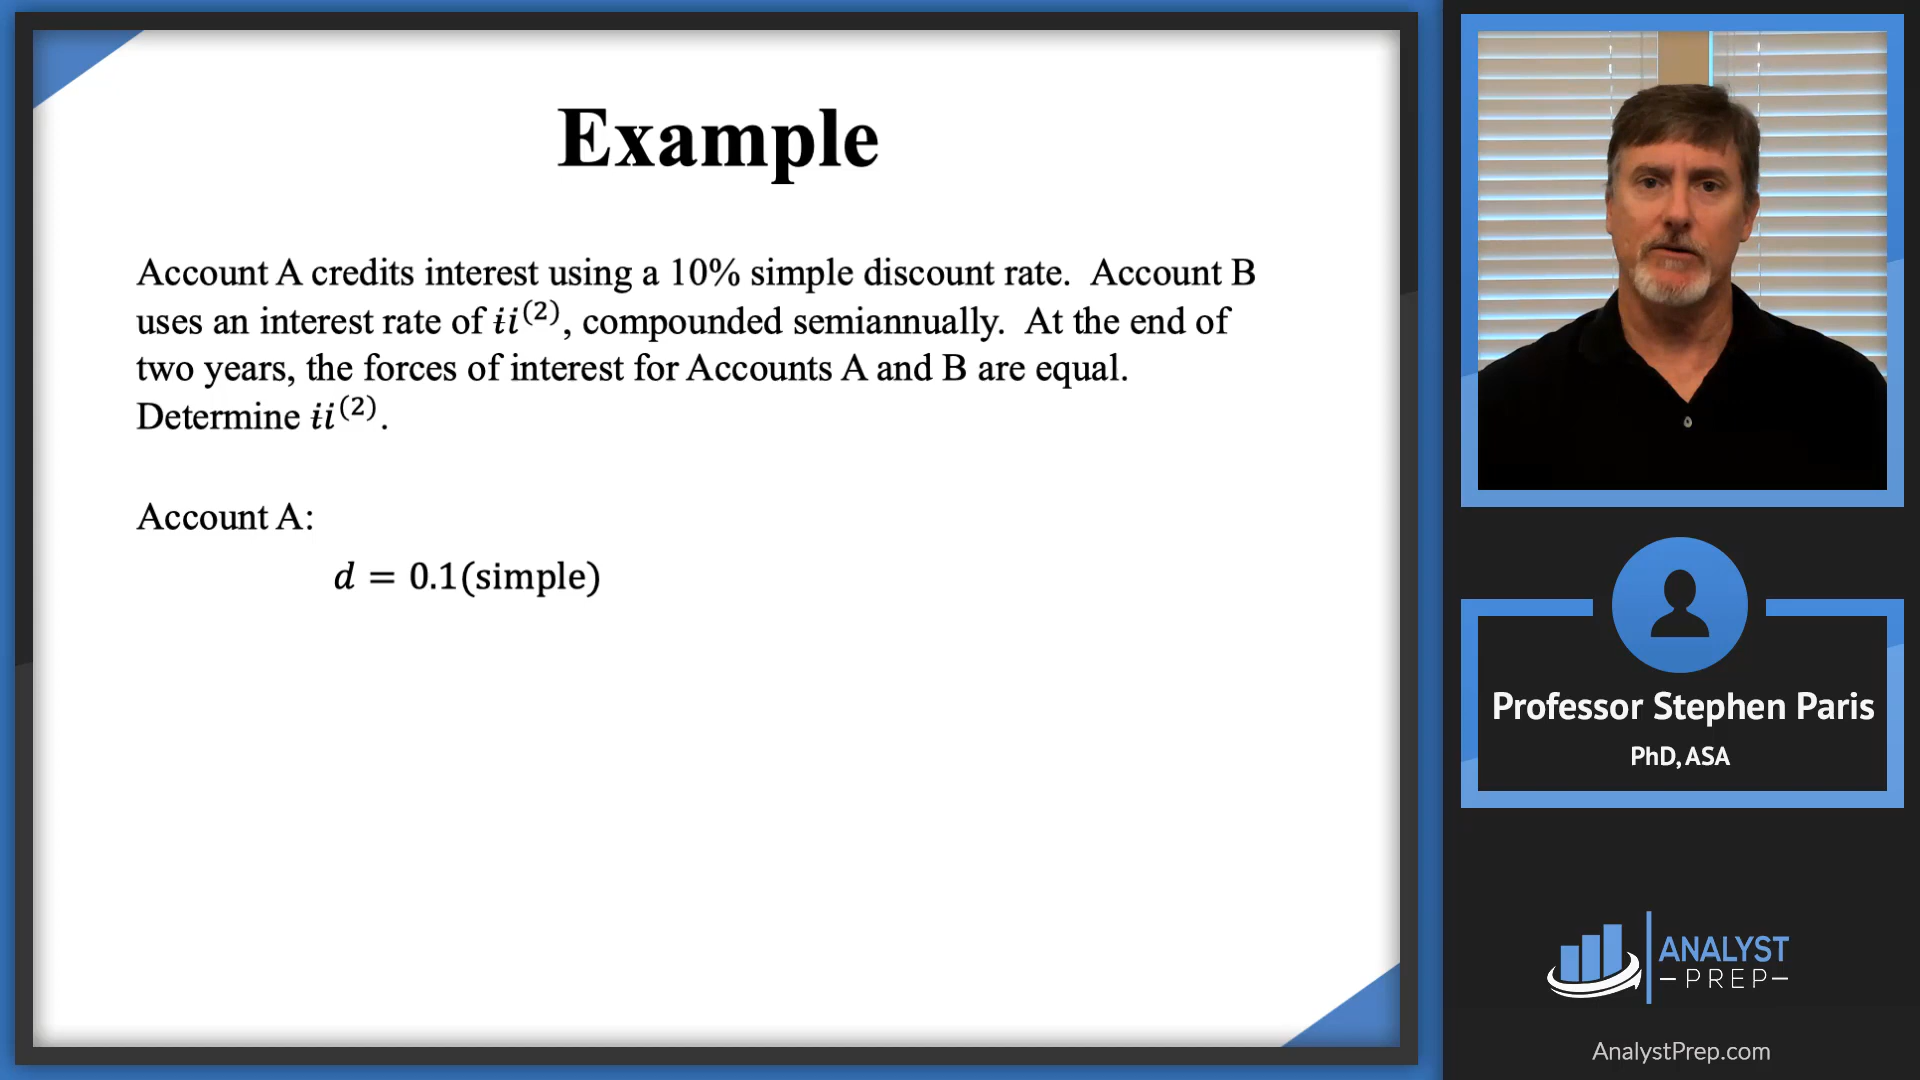 Example
Account A credits interest using a 10% simple discount rate.  Account B
uses an interest rate of ii⁽²⁾, compounded semiannually.  At the end of
two years, the forces of interest for Accounts A and B are equal.
Determine ii⁽²⁾.
Account A:
d = 0.1(simple)
Professor Stephen Paris
PhD, ASA
ANALYST
PREP
AnalystPrep.com